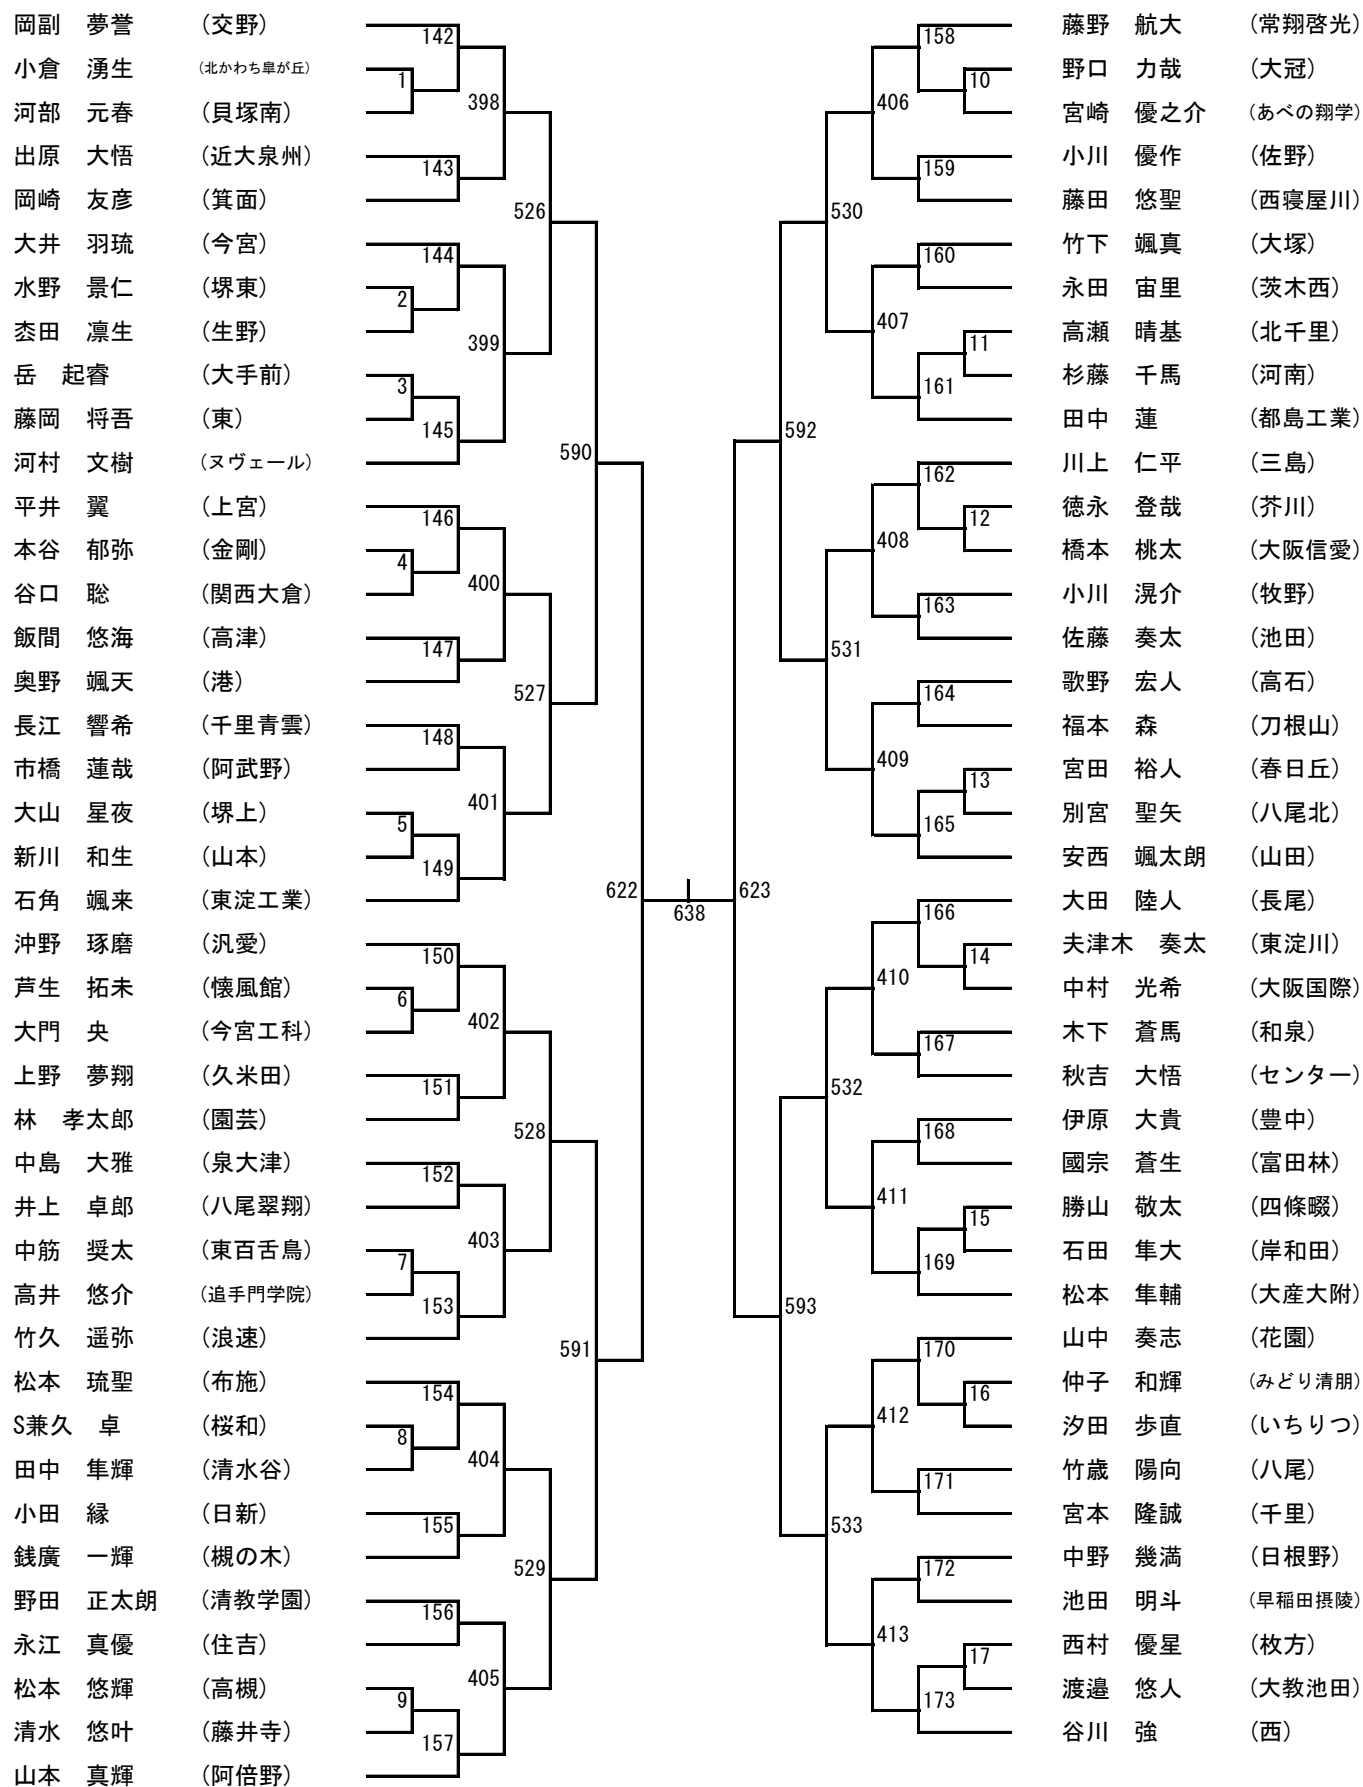 岡副　夢誉　（交野）
小倉　湧生　（北かわち皐が丘）
河部　元春　（貝塚南）
出原　大悟　（近大泉州）
岡崎　友彦　（箕面）
大井　羽琉　（今宮）
水野　景仁　（堺東）
枩田　凛生　（生野）
岳　起睿　（大手前）
藤岡　将吾　（東）
河村　文樹　（ヌヴェール）
平井　翼　（上宮）
本谷　郁弥　（金剛）
谷口　聡　（関西大倉）
飯間　悠海　（高津）
奥野　颯天　（港）
長江　響希　（千里青雲）
市橋　蓮哉　（阿武野）
大山　星夜　（堺上）
新川　和生　（山本）
石角　颯来　（東淀工業）
沖野　琢磨　（汎愛）
芦生　拓未　（懐風館）
大門　央　（今宮工科）
上野　夢翔　（久米田）
林　孝太郎　（園芸）
中島　大雅　（泉大津）
井上　卓郎　（八尾翠翔）
中筋　奨太　（東百舌鳥）
高井　悠介　（追手門学院）
竹久　遥弥　（浪速）
松本　琉聖　（布施）
S兼久　卓　（桜和）
田中　隼輝　（清水谷）
小田　縁　（日新）
銭廣　一輝　（槻の木）
野田　正太朗　（清教学園）
永江　真優　（住吉）
松本　悠輝　（高槻）
清水　悠叶　（藤井寺）
山本　真輝　（阿倍野）
142
1
398
143
526
144
2
399
3
145
590
146
4
400
147
527
148
401
5
149
622
150
6
402
151
528
152
403
7
153
591
154
8
404
155
529
156
405
9
157
638
623
158
10
406
159
530
160
407
11
161
592
162
12
408
163
531
164
409
13
165
166
14
410
167
532
168
411
15
169
593
170
16
412
171
533
172
413
17
173
藤野　航大　（常翔啓光）
野口　力哉　（大冠）
宮崎　優之介　（あべの翔学）
小川　優作　（佐野）
藤田　悠聖　（西寝屋川）
竹下　颯真　（大塚）
永田　宙里　（茨木西）
高瀬　晴基　（北千里）
杉藤　千馬　（河南）
田中　蓮　（都島工業）
川上　仁平　（三島）
徳永　登哉　（芥川）
橋本　桃太　（大阪信愛）
小川　滉介　（牧野）
佐藤　奏太　（池田）
歌野　宏人　（高石）
福本　森　（刀根山）
宮田　裕人　（春日丘）
別宮　聖矢　（八尾北）
安西　颯太朗　（山田）
大田　陸人　（長尾）
夫津木　奏太　（東淀川）
中村　光希　（大阪国際）
木下　蒼馬　（和泉）
秋吉　大悟　（センター）
伊原　大貴　（豊中）
國宗　蒼生　（富田林）
勝山　敬太　（四條畷）
石田　隼大　（岸和田）
松本　隼輔　（大産大附）
山中　奏志　（花園）
仲子　和輝　（みどり清朋）
汐田　歩直　（いちりつ）
竹歳　陽向　（八尾）
宮本　隆誠　（千里）
中野　幾満　（日根野）
池田　明斗　（早稲田摂陵）
西村　優星　（枚方）
渡邉　悠人　（大教池田）
谷川　強　（西）